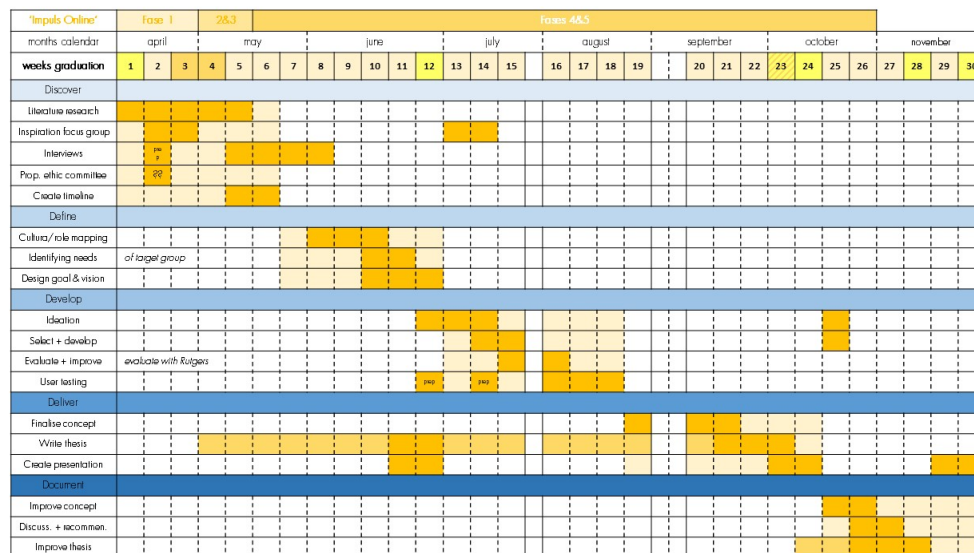 'Impuls Online' Fase 1 2&3 Fases 4&5
months calendar april may june july august september october november
weeks graduation 1 2 3 4 5 6 7 8 9 10 11 12 13 14 15 16 17 18 19 20 21 22 23 24 25 26 27 28 29 30
Discover
Literature research
Inspiration focus group
Interviews
Prop. ethic committee ??
Create timeline
Define
Cultura/role mapping
Identifying needs of target group
Design goal & vision
Develop
Ideation
Select + develop
Evaluate + improve evaluate with Rutgers
User testing prep prep
Deliver
Finalise concept
Write thesis
Create presentation
Document
Improve concept
Discuss. + recommen.
Improve thesis